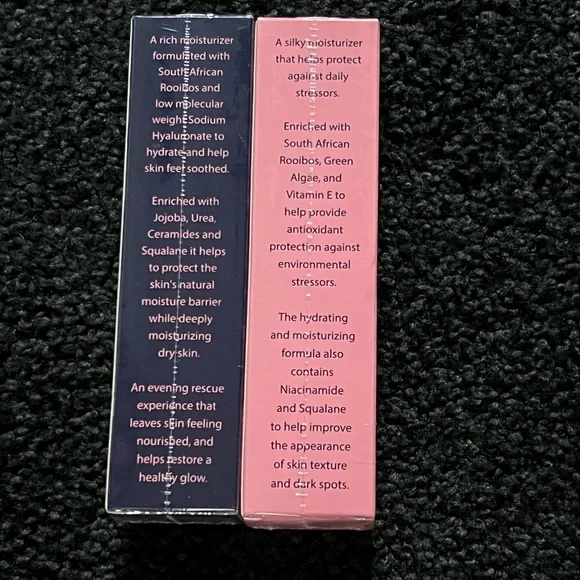 A rich moisturizer
formulated with
South African
Rooibos and
low molecular
weight Sodium
Hyaluronate to
hydrate and help
skin feel soothed.
Enriched with
Jojoba, Urea,
Ceramides and
Squalane it helps
to protect the
skin's natural
moisture barrier
while deeply
moisturizing
dry skin.
An evening rescue
experience that
leaves skin feeling
nourished, and
helps restore a
healthy glow.
A silky moisturizer
that helps protect
against daily
stressors.
Enriched with
South African
Rooibos, Green
Algae, and
Vitamin E to
help provide
antioxidant
protection against
environmental
stressors.
The hydrating
and moisturizing
formula also
contains
Niacinamide
and Squalane
to help improve
the appearance
of skin texture
and dark spots.